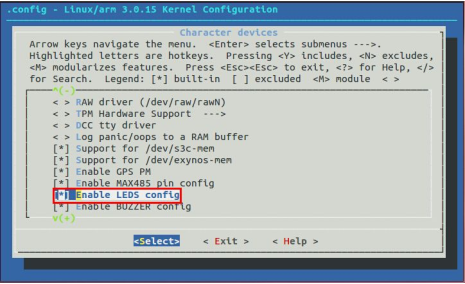 .config - Linux/arm 3.0.15 Kernel Configuration
Character devices
Arrow keys navigate the menu. <Enter> selects submenus --->.
Highlighted letters are hotkeys. Pressing <Y> includes, <N> excludes,
<M> modularizes features. Press <Esc><Esc> to exit, <?> for Help, </>
for Search. Legend: [*] built-in [ ] excluded <M> module < >
^(-)
< > RAW driver (/dev/raw/rawN)
< > TPM Hardware Support --->
< > DCC tty driver
< > Log panic/oops to a RAM buffer
[*] Support for /dev/s3c-mem
[*] Support for /dev/exynos-mem
[*] Enable GPS PM
[*] Enable MAX485 pin config
[*] Enable LEDS config
[*] Enable BUZZER config
v(+)
<Select> < Exit > < Help >